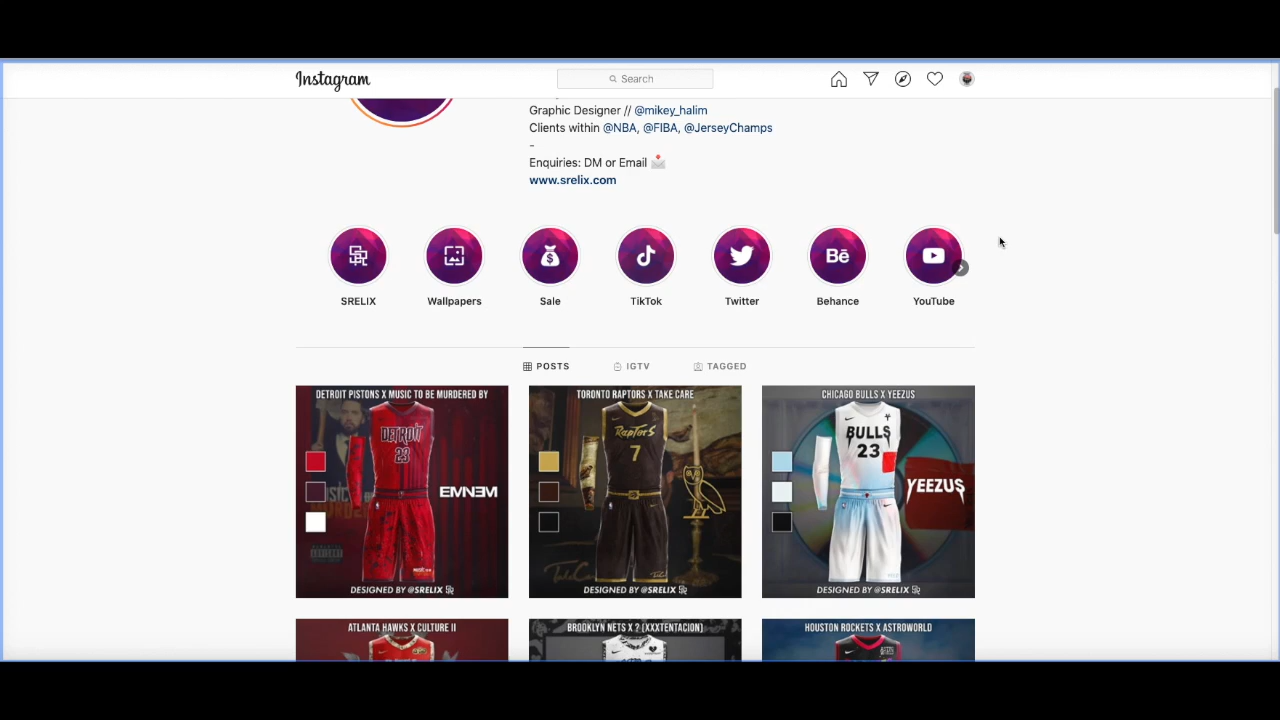 Instagram
Search
Graphic Designer // @mikey_halim
Clients within @NBA, @FIBA, @JerseyChamps
-
Enquiries: DM or Email
www.srelix.com
Bē
SRELIX
Wallpapers
Sale
TikTok
Twitter
Behance
YouTube
POSTS
IGTV
TAGGED
DETROIT PISTONS X MUSIC TO BE MURDERED BY
DETROIT
23
EMINEM
DESIGNED BY @SRELIX
TORONTO RAPTORS X TAKE CARE
RAPTORS
7
DESIGNED BY @SRELIX
CHICAGO BULLS X YEEZUS
BULLS
23
YEEZUS
DESIGNED BY @SRELIX
ATLANTA HAWKS X CULTURE II
BROOKLYN NETS X ? (XXXTENTACION)
HOUSTON ROCKETS X ASTROWORLD